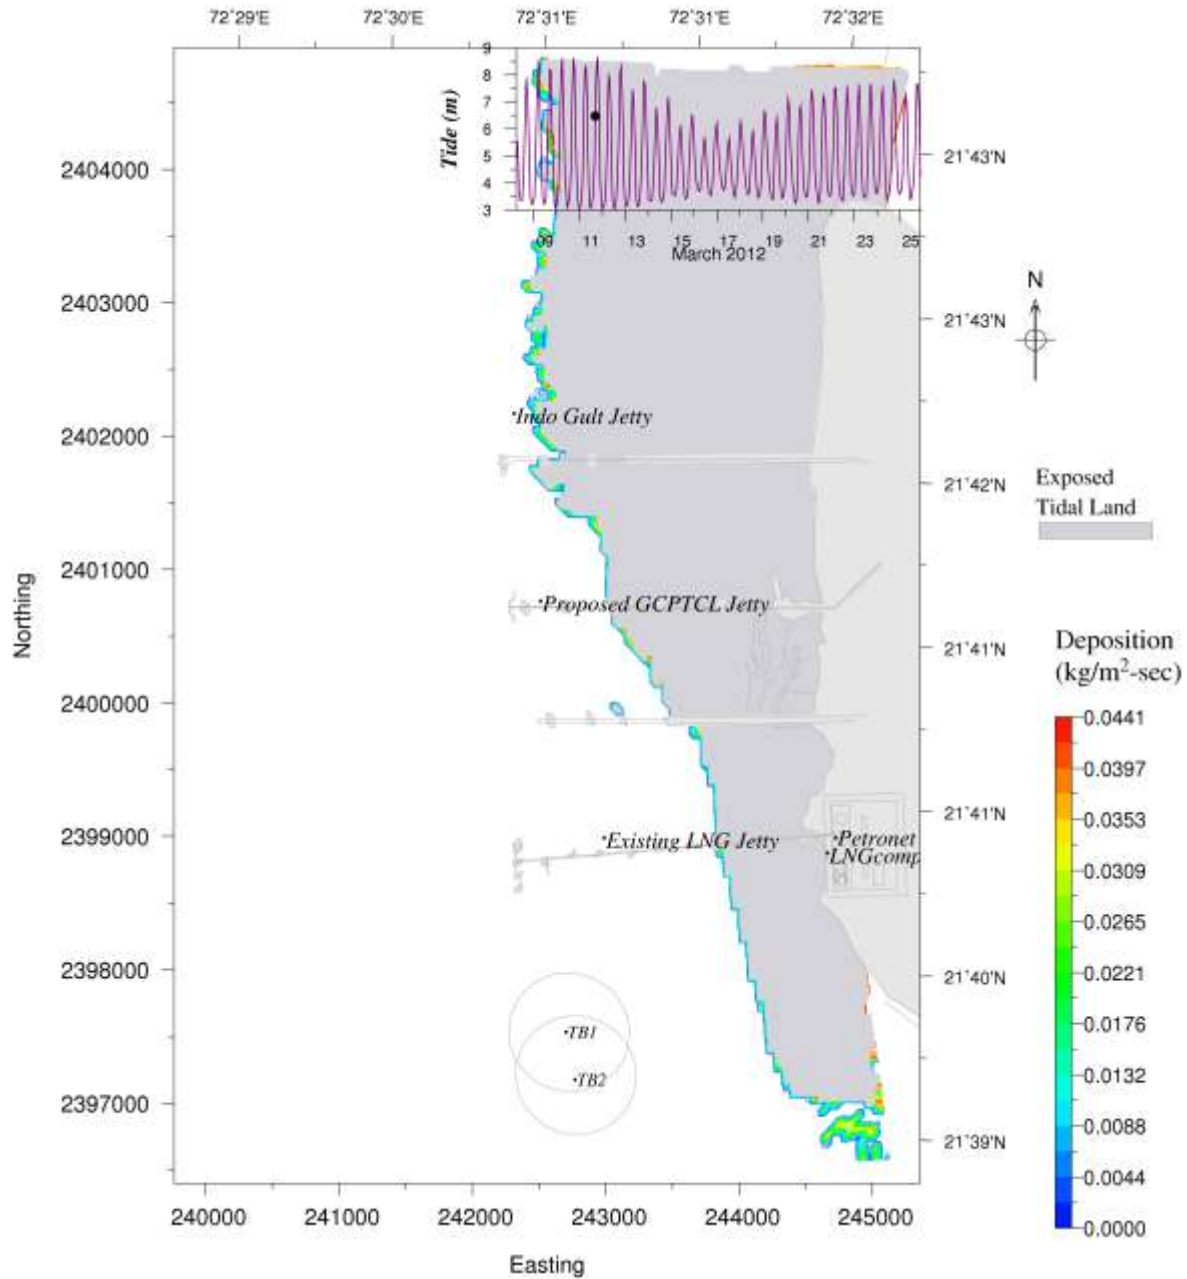 72°29'E 72°30'E 72°31'E 72°31'E 72°32'E
9
8
7
6
5
4
3
Tide (m)
09 11 13 15 17 19 21 23 25
March 2012
2404000
2403000
2402000
2401000
2400000
2399000
2398000
2397000
Northing
21°43'N
21°43'N
21°42'N
21°41'N
21°41'N
21°40'N
21°39'N
Indo Gult Jetty
Proposed GCPTCL Jetty
Existing LNG Jetty
Petronet
LNGcomp
TB1
TB2
240000 241000 242000 243000 244000 245000
Easting
N
Exposed
Tidal Land
Deposition
(kg/m²-sec)
0.0441
0.0397
0.0353
0.0309
0.0265
0.0221
0.0176
0.0132
0.0088
0.0044
0.0000